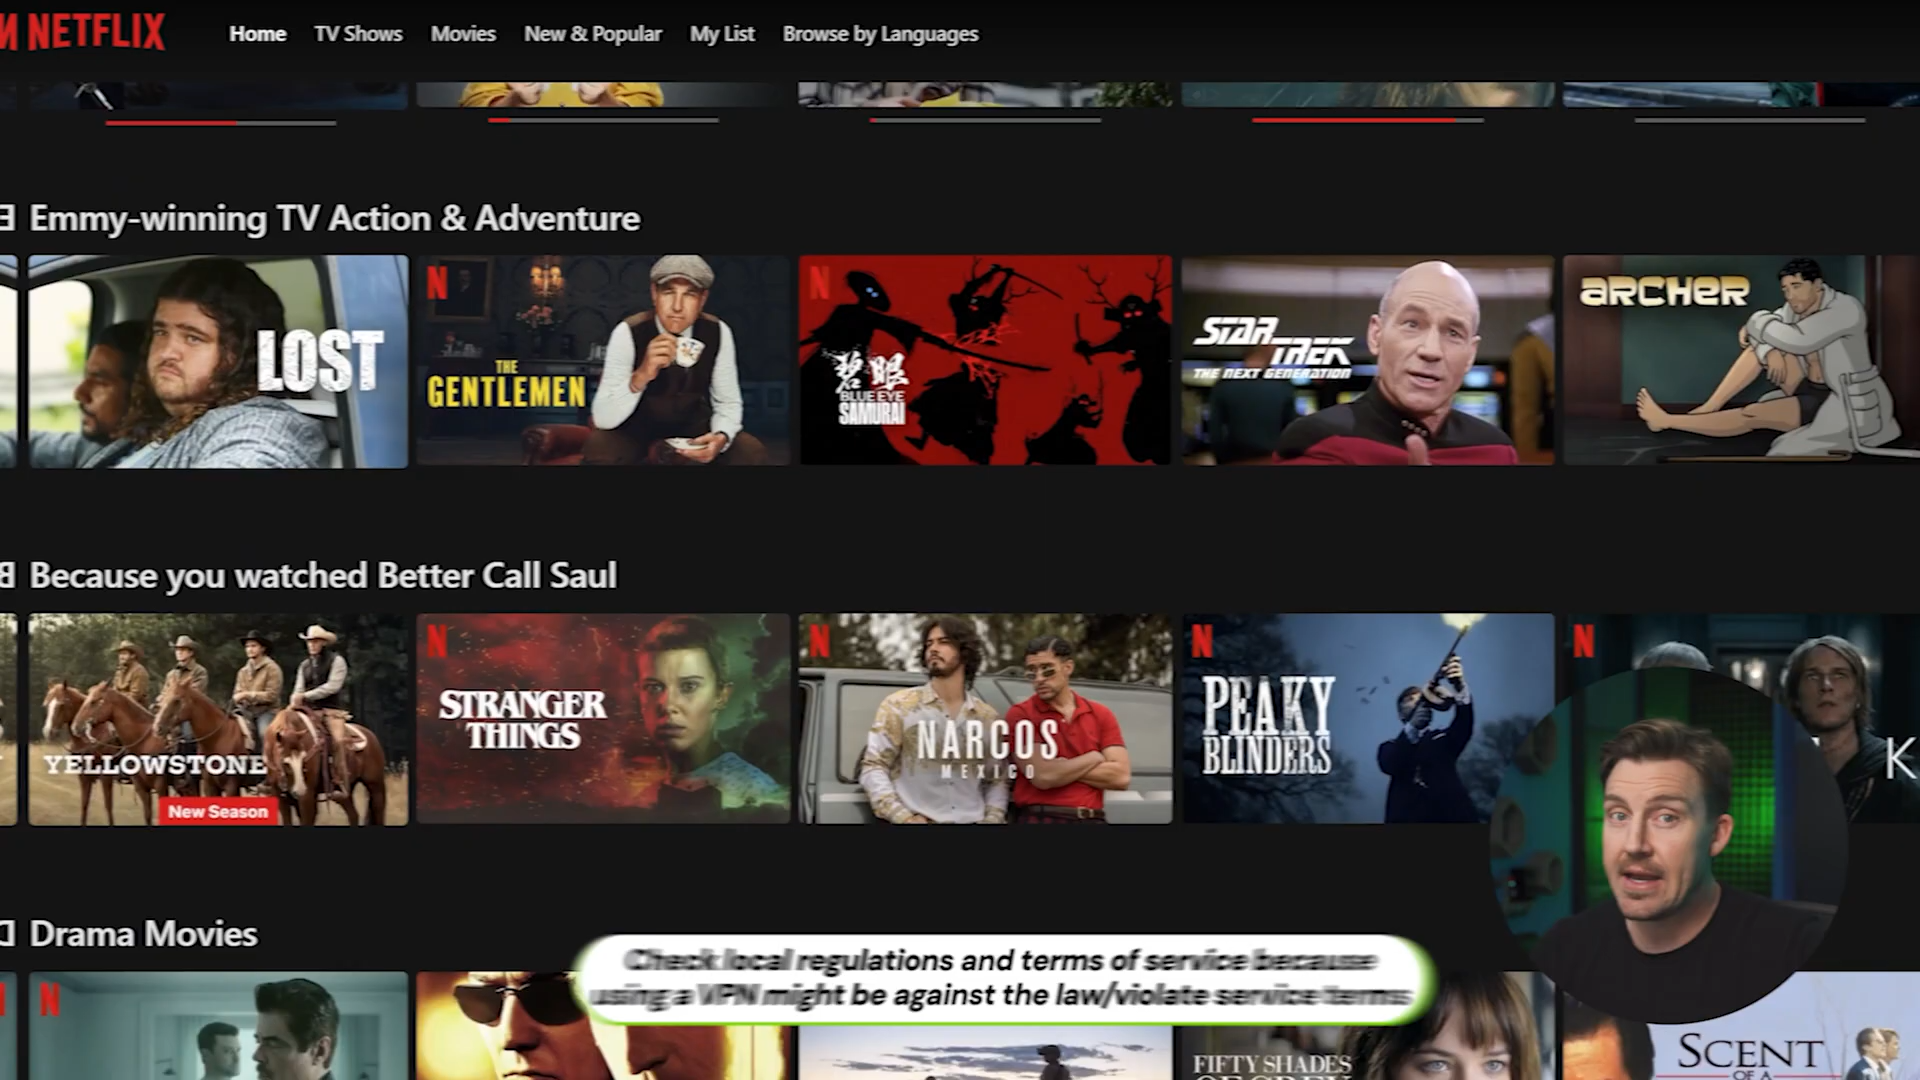 NETFLIX
Home
TV Shows
Movies
New & Popular
My List
Browse by Languages
Emmy-winning TV Action & Adventure
LOST
THE
GENTLEMEN
BLUE EYE
SAMURAI
STAR
TREK
THE NEXT GENERATION
ARCHER
Because you watched Better Call Saul
YELLOWSTONE
New Season
STRANGER
THINGS
NARCOS
MEXICO
PEAKY
BLINDERS
K
Drama Movies
Check local regulations and terms of service because
using a VPN might be against the law/violate service terms
FIFTY SHADES
OF GREY
SCENT
OF A